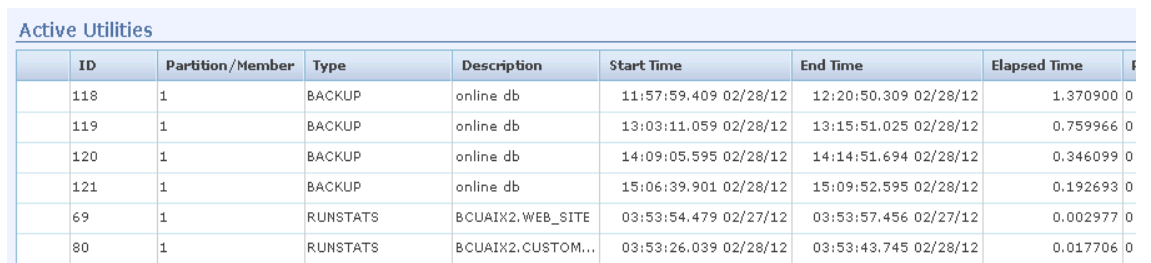 Active Utilities
ID Partition/Member Type Description Start Time End Time Elapsed Time
118 1 BACKUP online db 11:57:59.409 02/28/12 12:20:50.309 02/28/12 1.370900 0
119 1 BACKUP online db 13:03:11.059 02/28/12 13:15:51.025 02/28/12 0.759966 0
120 1 BACKUP online db 14:09:05.595 02/28/12 14:14:51.694 02/28/12 0.346099 0
121 1 BACKUP online db 15:06:39.901 02/28/12 15:09:52.595 02/28/12 0.192693 0
69 1 RUNSTATS BCUAIX2.WEB_SITE 03:53:54.479 02/27/12 03:53:57.456 02/27/12 0.002977 0
80 1 RUNSTATS BCUAIX2.CUSTOM... 03:53:26.039 02/28/12 03:53:43.745 02/28/12 0.017706 0